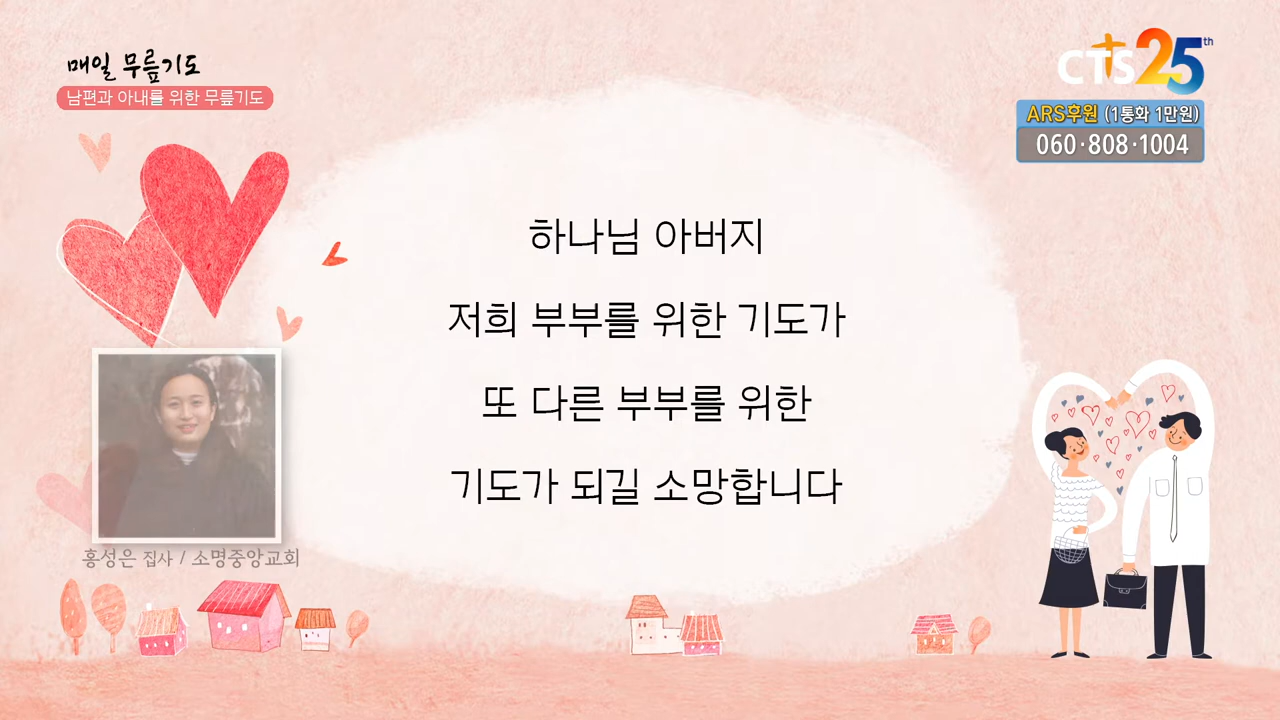 매일 무릎기도
남편과 아내를 위한 무릎기도
CTS25th
ARS후원 (1통화 1만원)
060·808·1004
하나님 아버지
저희 부부를 위한 기도가
또 다른 부부를 위한
기도가 되길 소망합니다
홍성은 집사 / 소명중앙교회